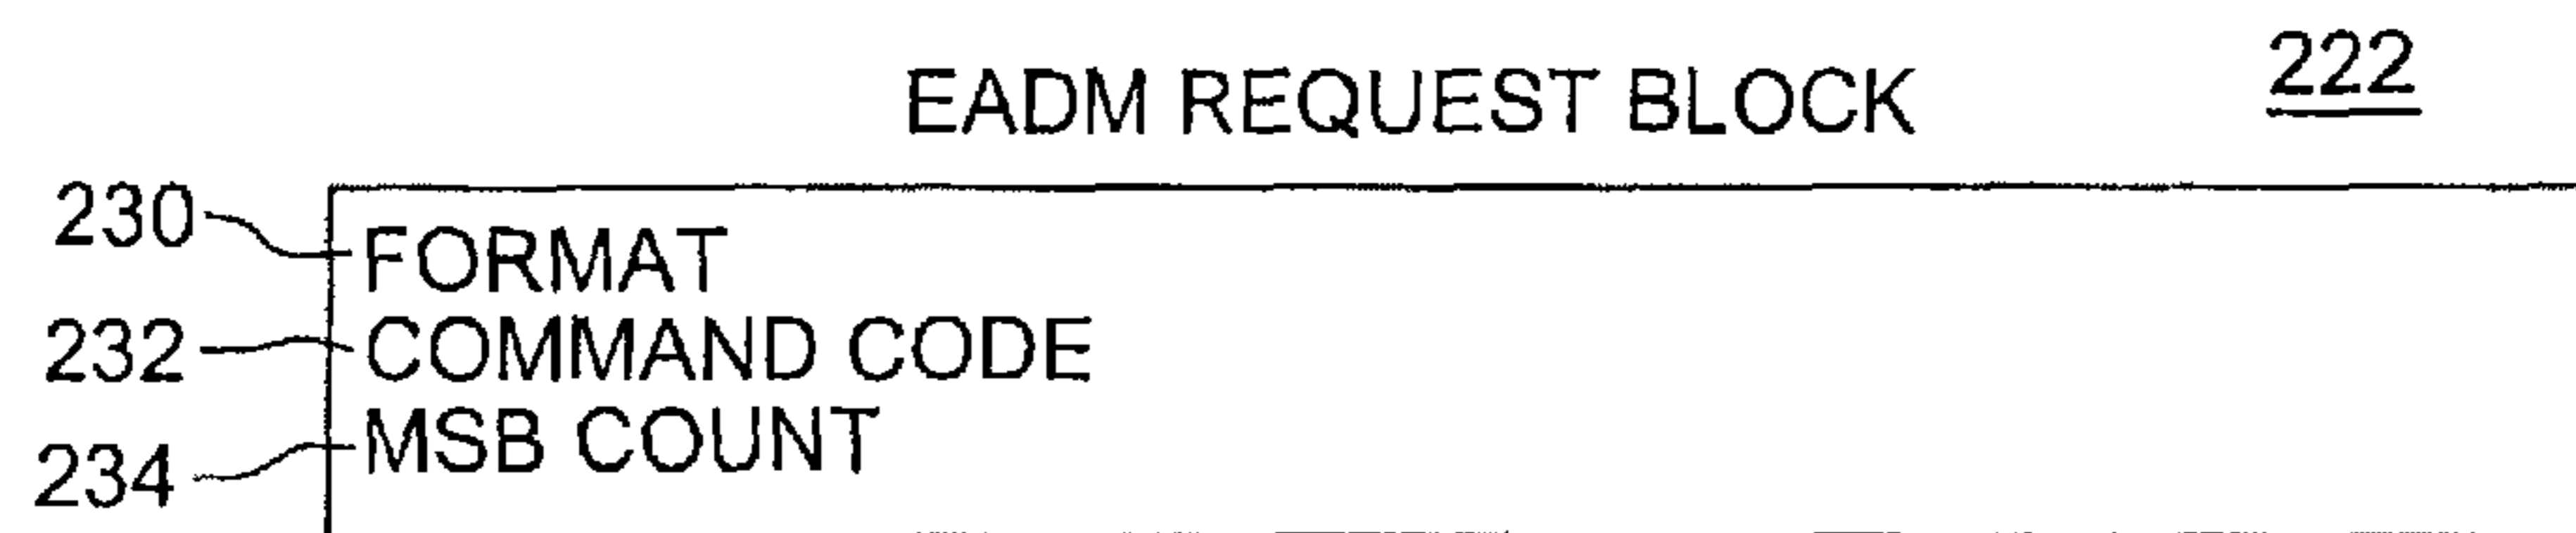 222
EADM REQUEST BLOCK
230 FORMAT
232 COMMAND CODE
234 MSB COUNT